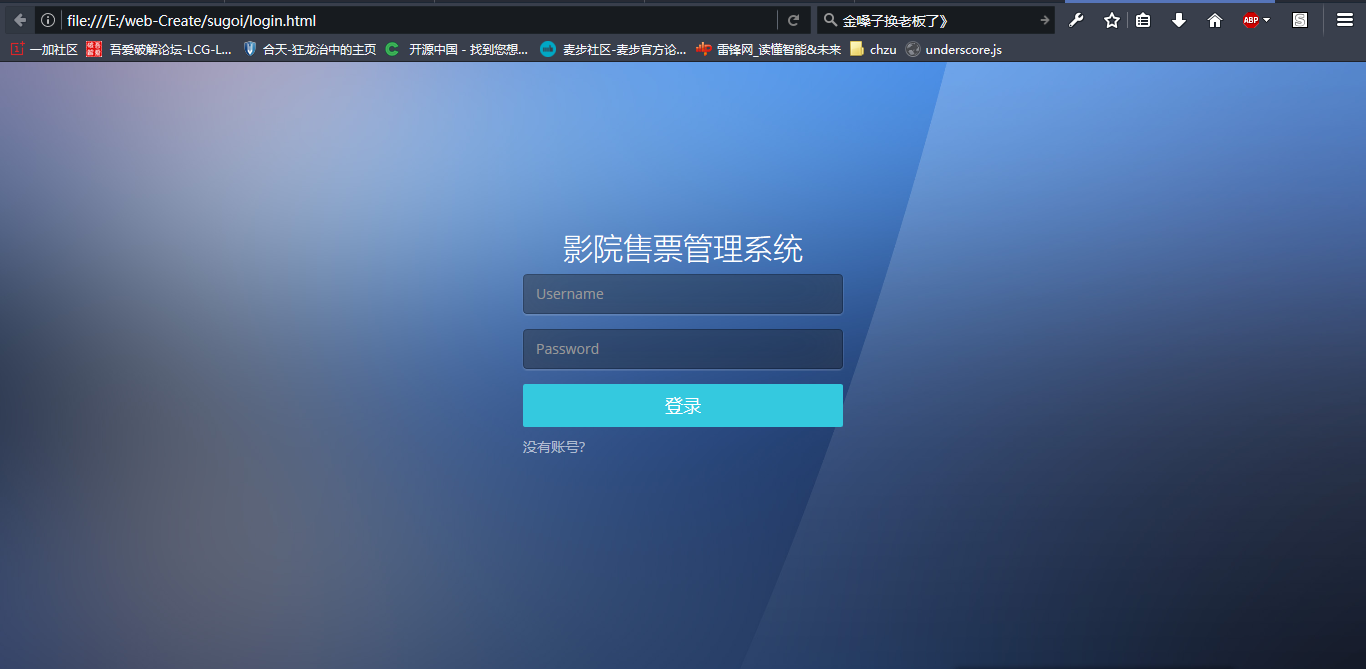 file:///E:/web-Create/sugoi/login.html
金嗓子换老板了》
ABP
S
一加社区
吾爱破解论坛-LCG-L...
合天-狂龙治中的主页
开源中国 - 找到您想...
麦步社区-麦步官方论...
雷锋网_读懂智能&未来
chzu
underscore.js
影院售票管理系统
Username
Password
登录
没有账号?